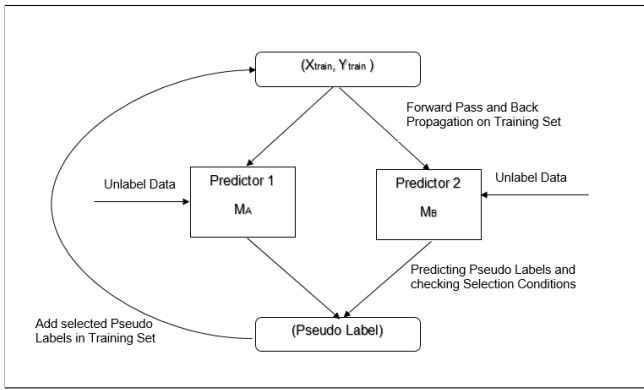 (Xtrain, Ytrain )
Forward Pass and Back
Propagation on Training Set
Unlabel Data
Predictor 1
MA
Predictor 2
MB
Unlabel Data
Predicting Pseudo Labels and
checking Selection Conditions
(Pseudo Label)
Add selected Pseudo
Labels in Training Set